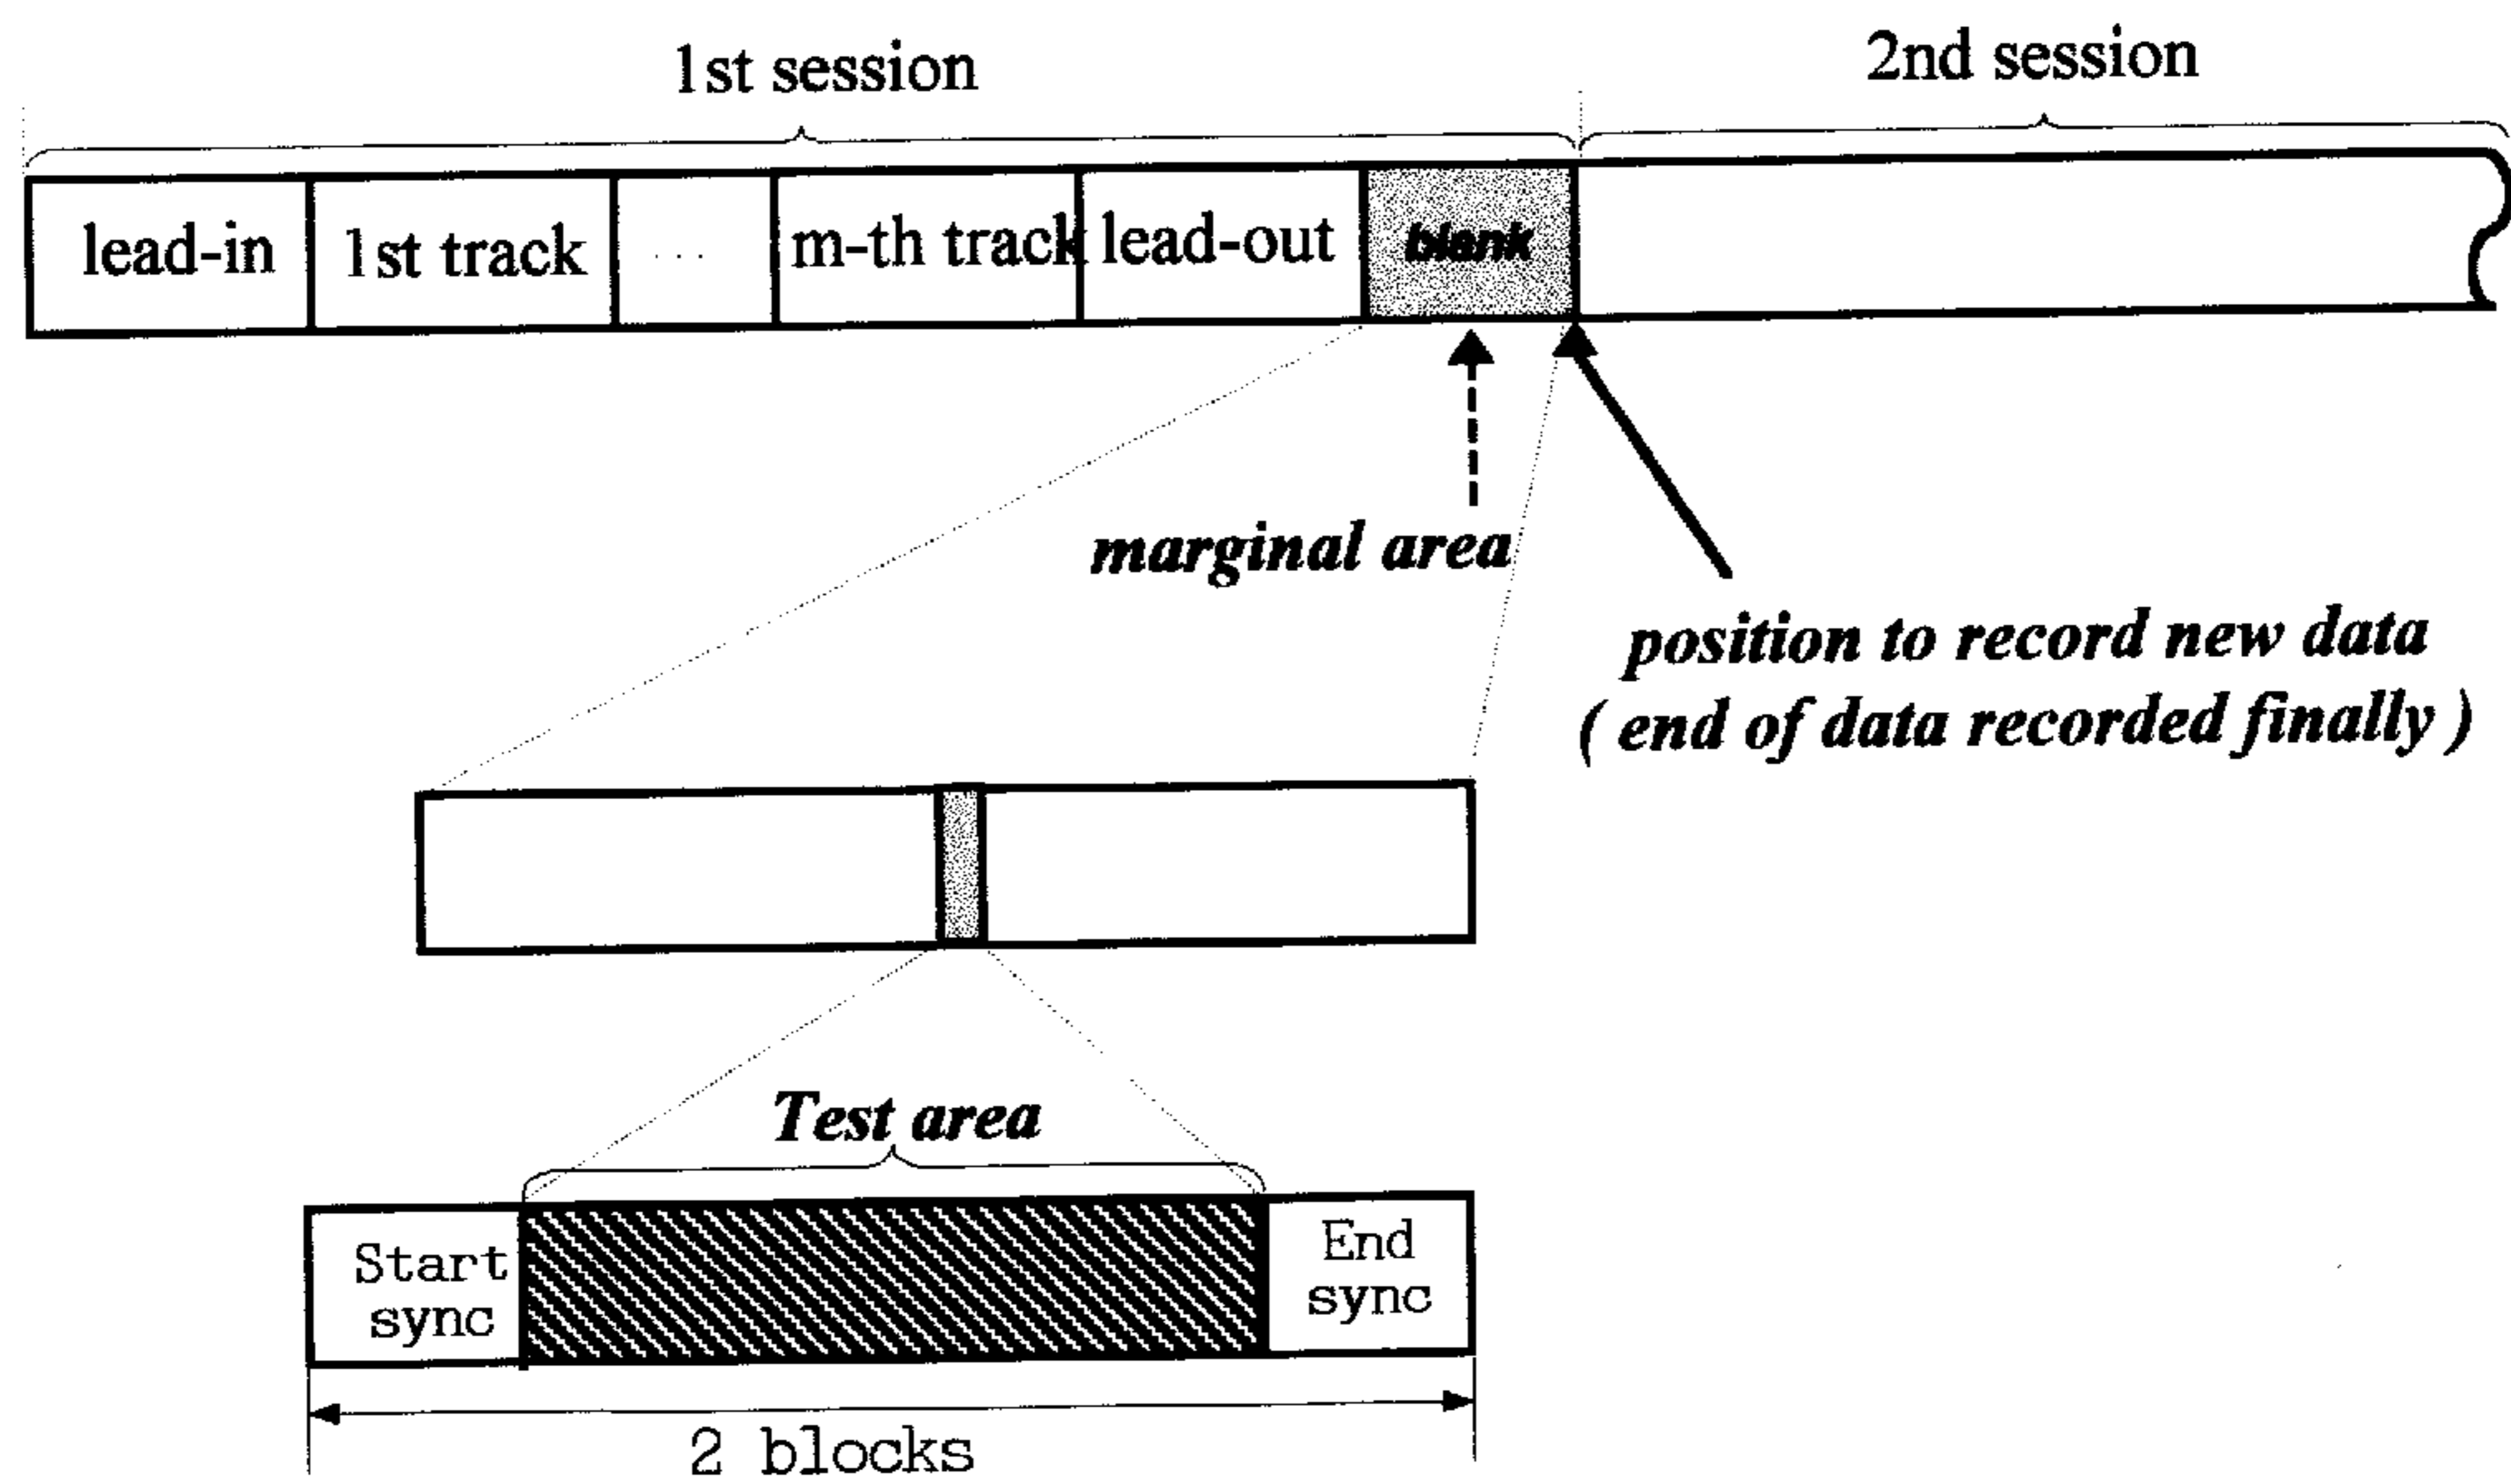 1st session
2nd session
lead-in
1st track
...
m-th track
lead-out
blank
marginal area
position to record new data
( end of data recorded finally )
Test area
Start
sync
End
sync
2 blocks